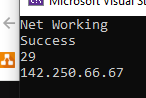 Microsoft Visual St
Net Working
Success
29
142.250.66.67